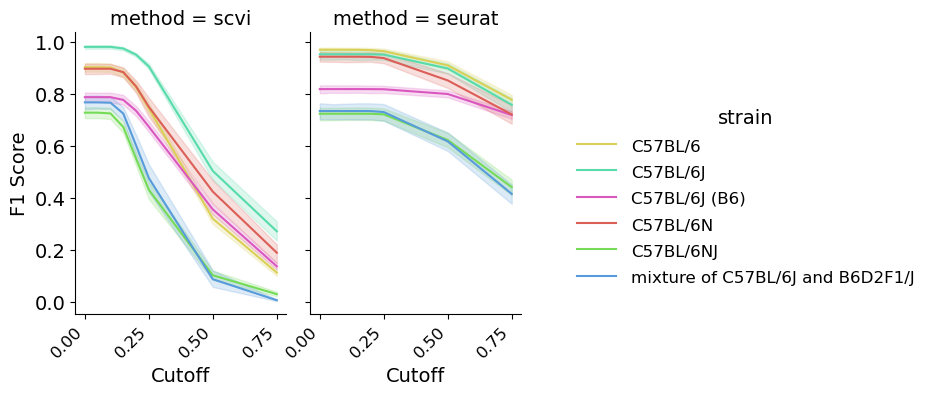 method = scvi
method = seurat
F1 Score
1.0
0.8
0.6
0.4
0.2
0.0
0.00
0.25
0.50
0.75
Cutoff
0.00
0.25
0.50
0.75
Cutoff
strain
C57BL/6
C57BL/6J
C57BL/6J (B6)
C57BL/6N
C57BL/6NJ
mixture of C57BL/6J and B6D2F1/J